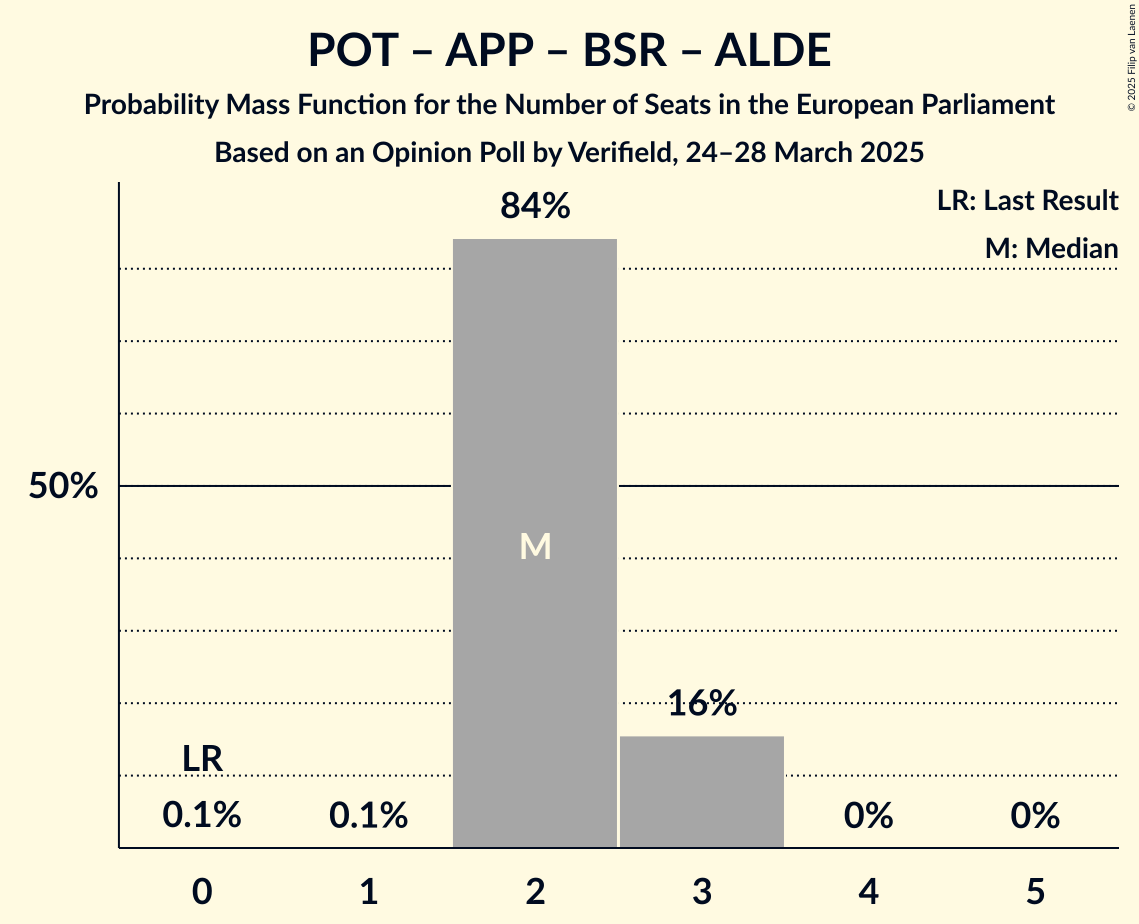 POT – APP – BSR – ALDE
Probability Mass Function for the Number of Seats in the European Parliament
Based on an Opinion Poll by Verifield, 24–28 March 2025
© 2025 Filip van Laenen
LR: Last Result
M: Median
84%
50%
M
16%
LR
0.1%
0.1%
0%
0%
0
1
2
3
4
5